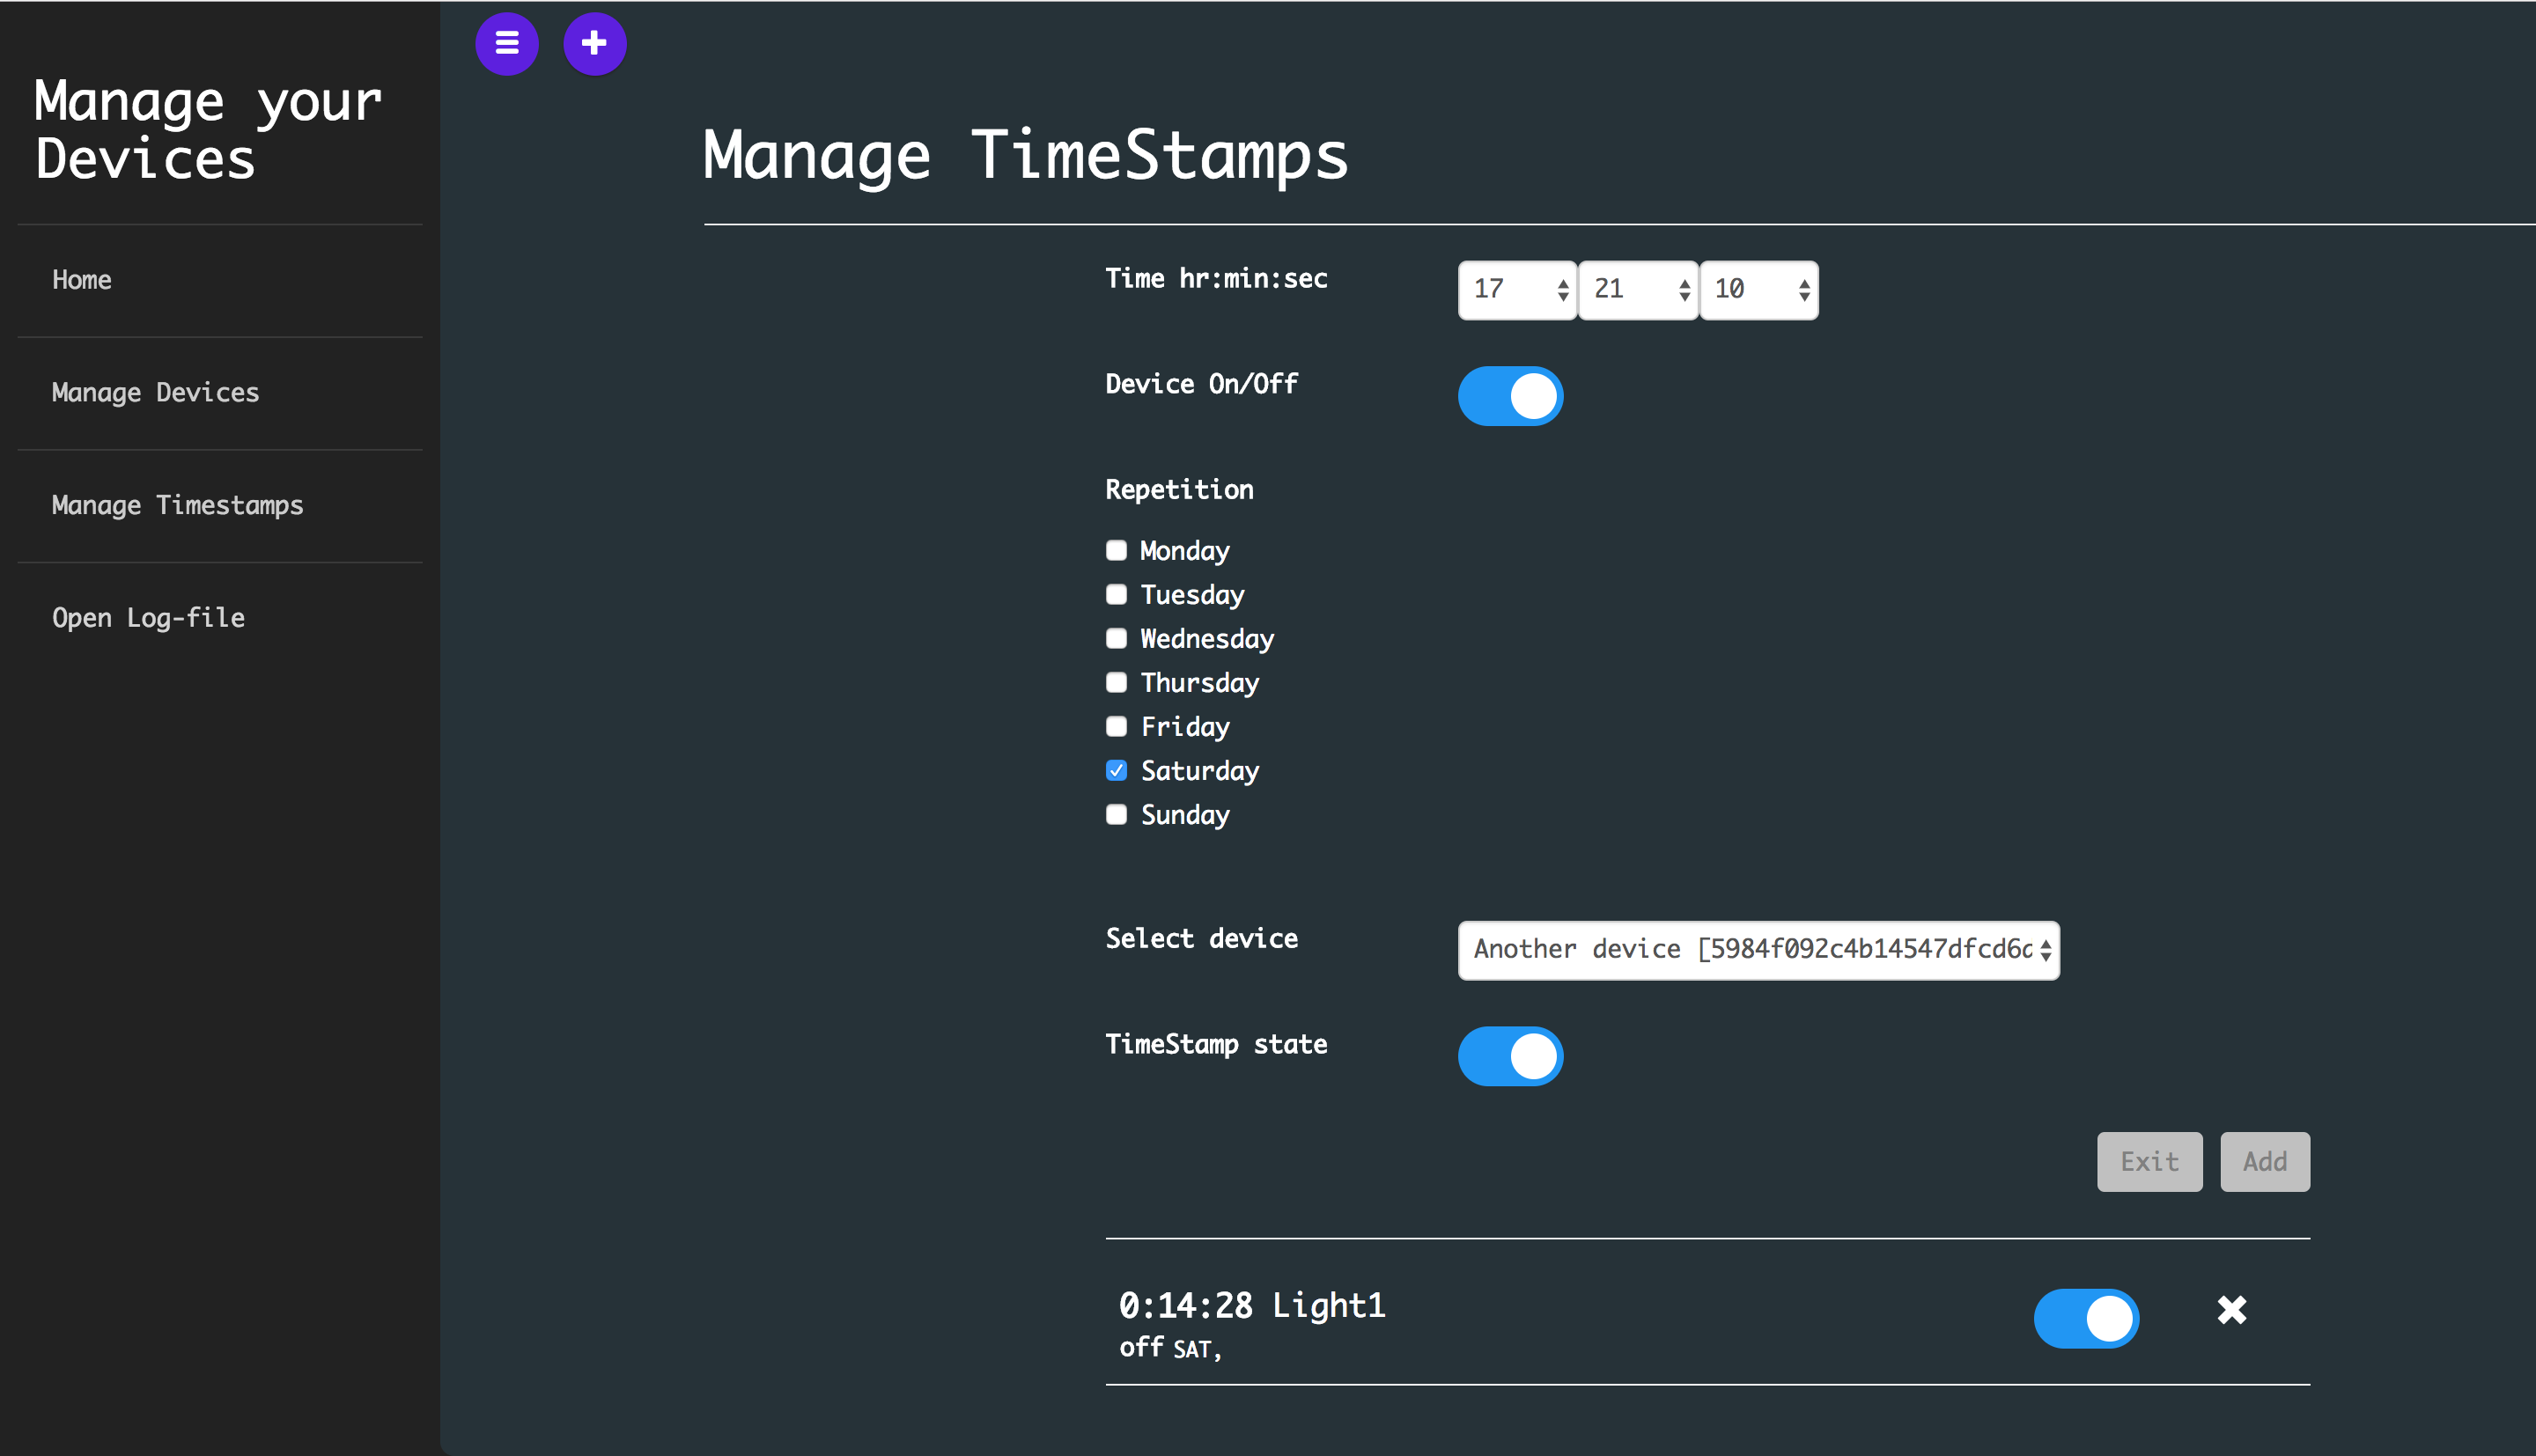 Manage your
Devices
Home
Manage Devices
Manage Timestamps
Open Log-file
Manage TimeStamps
Time hr:min:sec 17 21 10
Device On/Off
Repetition
Monday
Tuesday
Wednesday
Thursday
Friday
Saturday
Sunday
Select device Another device [5984f092c4b14547dfcd6
TimeStamp state
Exit Add
0:14:28 Light1
off SAT,